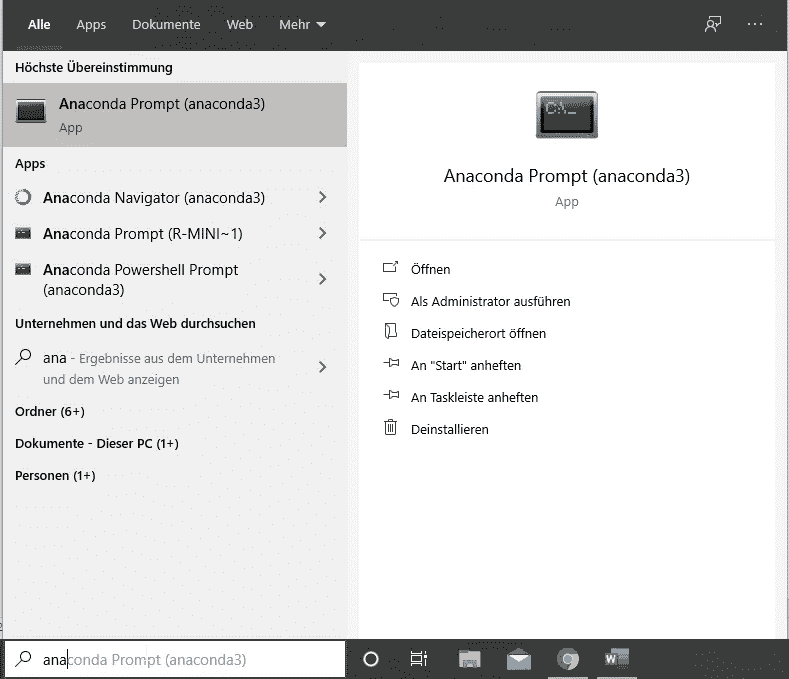 Alle Apps Dokumente Web Mehr
Höchste Übereinstimmung
Anaconda Prompt (anaconda3)
App
Apps
Anaconda Navigator (anaconda3)
Anaconda Prompt (R-MINI~1)
Anaconda Powershell Prompt
(anaconda3)
Unternehmen und das Web durchsuchen
ana - Ergebnisse aus dem Unternehmen
und dem Web anzeigen
Ordner (6+)
Dokumente - Dieser PC (1+)
Personen (1+)
C:\_
Anaconda Prompt (anaconda3)
App
Öffnen
Als Administrator ausführen
Dateispeicherort öffnen
An "Start" anheften
An Taskleiste anheften
Deinstallieren
anaconda Prompt (anaconda3)
W